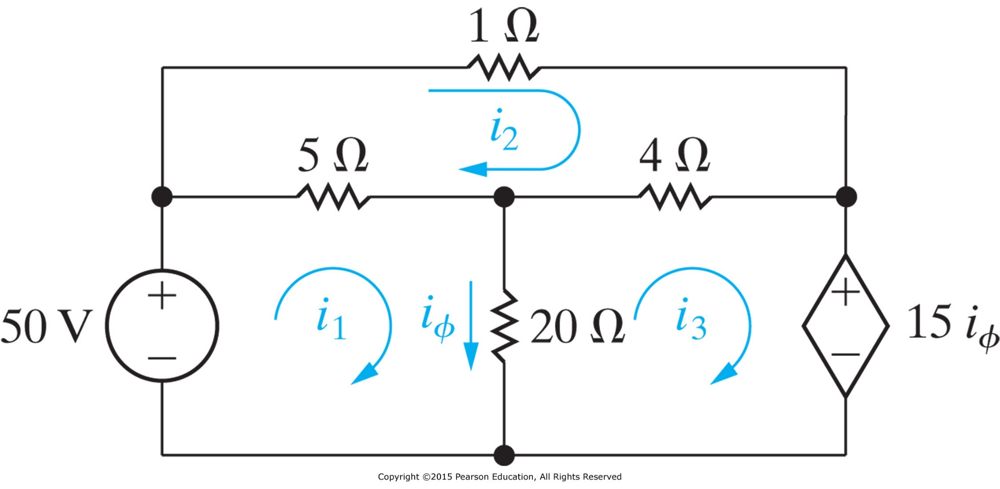 1 Ω
i2
5 Ω
4 Ω
50 V
+
−
i1
iϕ
20 Ω
i3
+
−
15 iϕ
Copyright ©2015 Pearson Education, All Rights Reserved